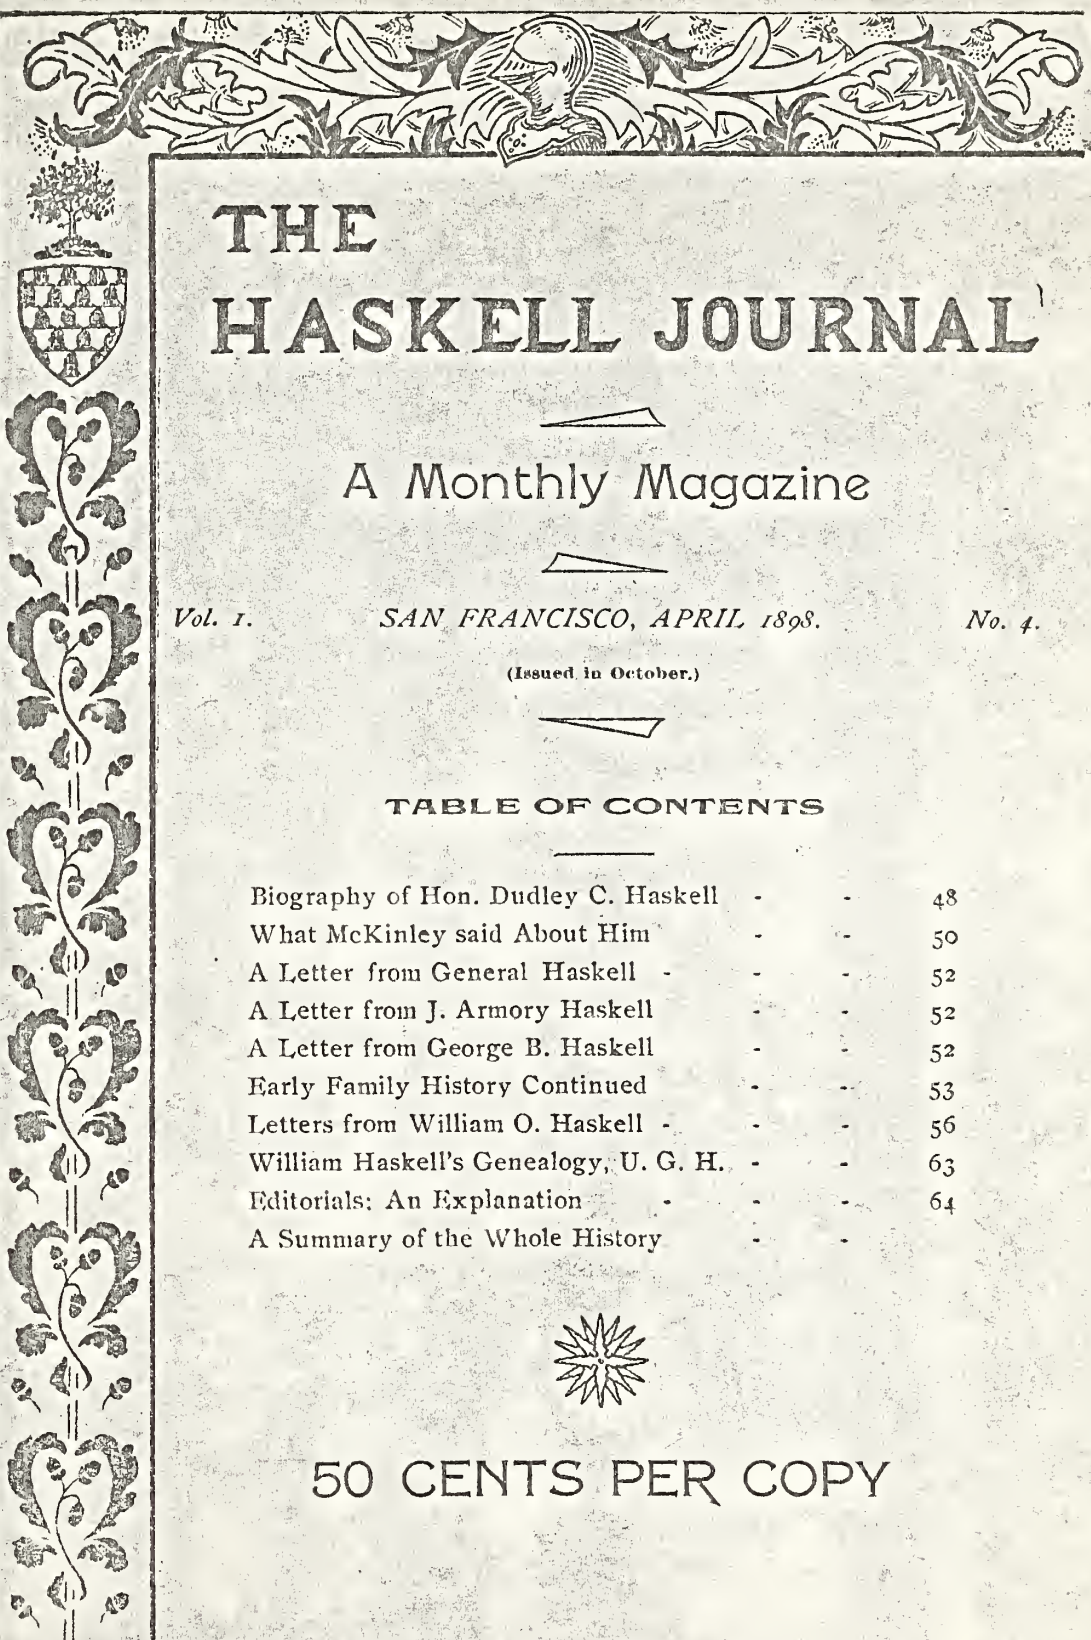 THE
HASKELL JOURNAL
A Monthly Magazine
Vol. 1. SAN FRANCISCO, APRIL 1898. No. 4.
(Issued in October.)
TABLE OF CONTENTS
Biography of Hon. Dudley C. Haskell - - 48
What McKinley said About Him - - 50
A Letter from General Haskell - - - 52
A Letter from J. Armory Haskell - - 52
A Letter from George B. Haskell - - 52
Early Family History Continued - - 53
Letters from William O. Haskell - - - 56
William Haskell's Genealogy, U. G. H. - - 63
Editorials: An Explanation - - - 64
A Summary of the Whole History - -
50 CENTS PER COPY